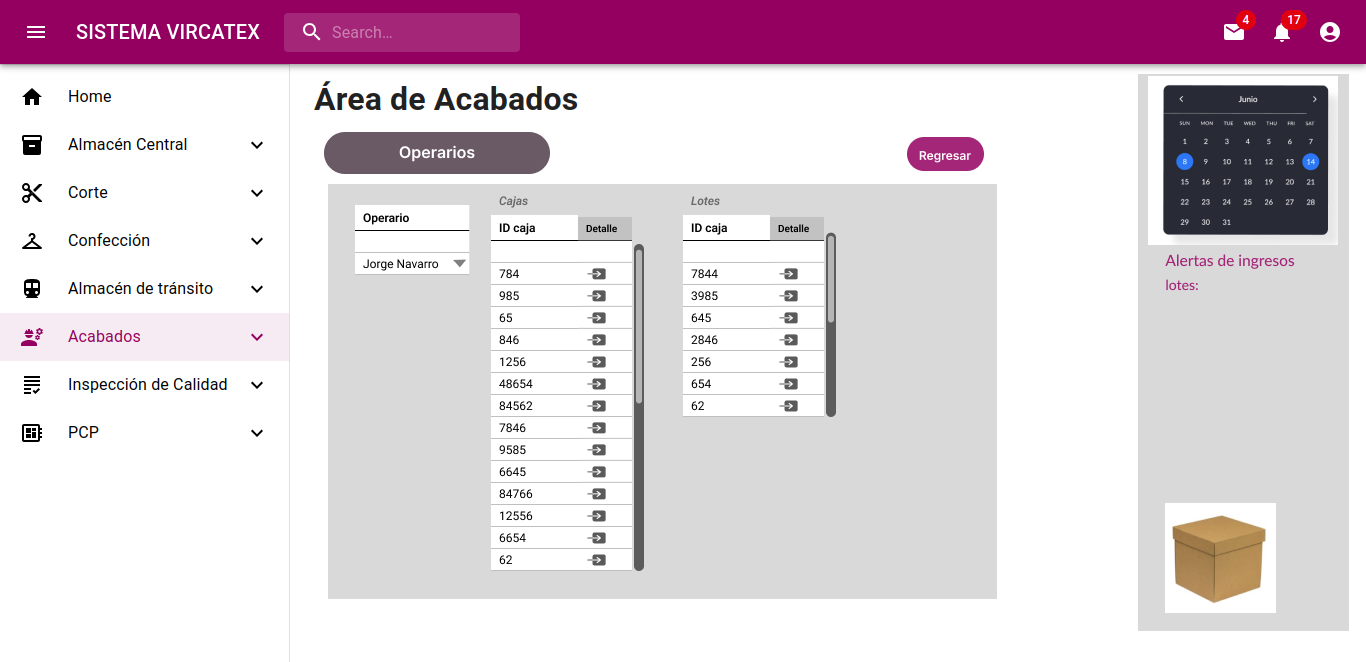 SISTEMA VIRCATEX
Search...
4
17
Home
Almacén Central
Corte
Confección
Almacén de tránsito
Acabados
Inspección de Calidad
PCP
Área de Acabados
Operarios
Regresar
Operario
Jorge Navarro
Cajas
ID caja Detalle
784
985
65
846
1256
48654
84562
7846
9585
6645
84766
12556
6654
62
Lotes
ID caja Detalle
7844
3985
645
2846
256
654
62
Junio
SUN MON TUE WED THU FRI SAT
1 2 3 4 5 6 7
8 9 10 11 12 13 14
15 16 17 18 19 20 21
22 23 24 25 26 27 28
29 30 31
Alertas de ingresos
lotes: